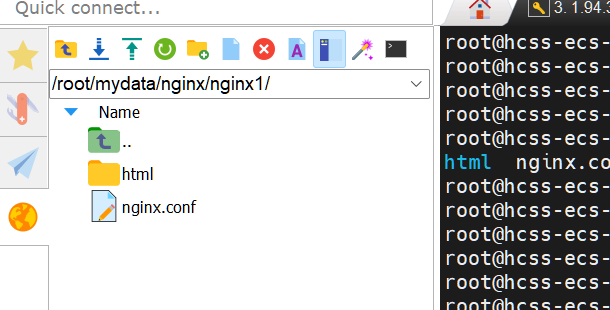 Quick connect...
3. 1.94.3
/root/mydata/nginx/nginx1/
Name
..
html
nginx.conf
root@hcss-ecs-
root@hcss-ecs-
root@hcss-ecs-
root@hcss-ecs-
root@hcss-ecs-
html nginx.co
root@hcss-ecs-
root@hcss-ecs-
root@hcss-ecs-
root@hcss-ecs-
root@hcss-ecs-
root@hcss-ecs-